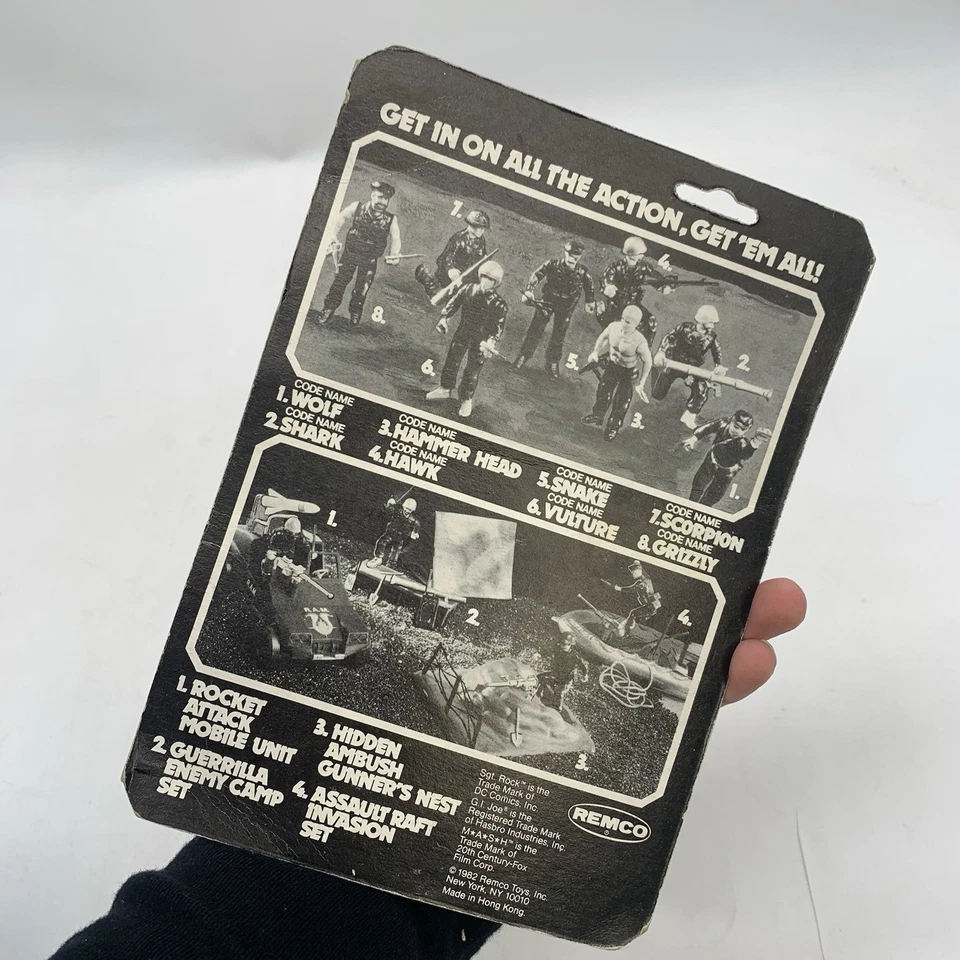 GET IN ON ALL THE ACTION, GET 'EM ALL!
7.
4.
8.
6.
5.
2.
3.
1.
CODE NAME
1. WOLF
CODE NAME
2. SHARK
CODE NAME
3. HAMMER HEAD
CODE NAME
4. HAWK
CODE NAME
5. SNAKE
CODE NAME
6. VULTURE
CODE NAME
7. SCORPION
CODE NAME
8. GRIZZLY
1.
R.A.M.
2.
4.
3.
1. ROCKET
ATTACK
MOBILE UNIT
2. GUERRILLA
ENEMY CAMP
SET
3. HIDDEN
AMBUSH
GUNNER'S NEST
4. ASSAULT RAFT
INVASION
SET
Sgt. Rock™ is the
Trade Mark of
DC Comics, Inc.
G.I. Joe® is the
Registered Trade Mark
of Hasbro Industries, Inc.
M*A*S*H™ is the
Trade Mark of
20th Century-Fox
Film Corp.
©1982 Remco Toys, Inc.
New York, NY 10010
Made in Hong Kong.
REMCO
®